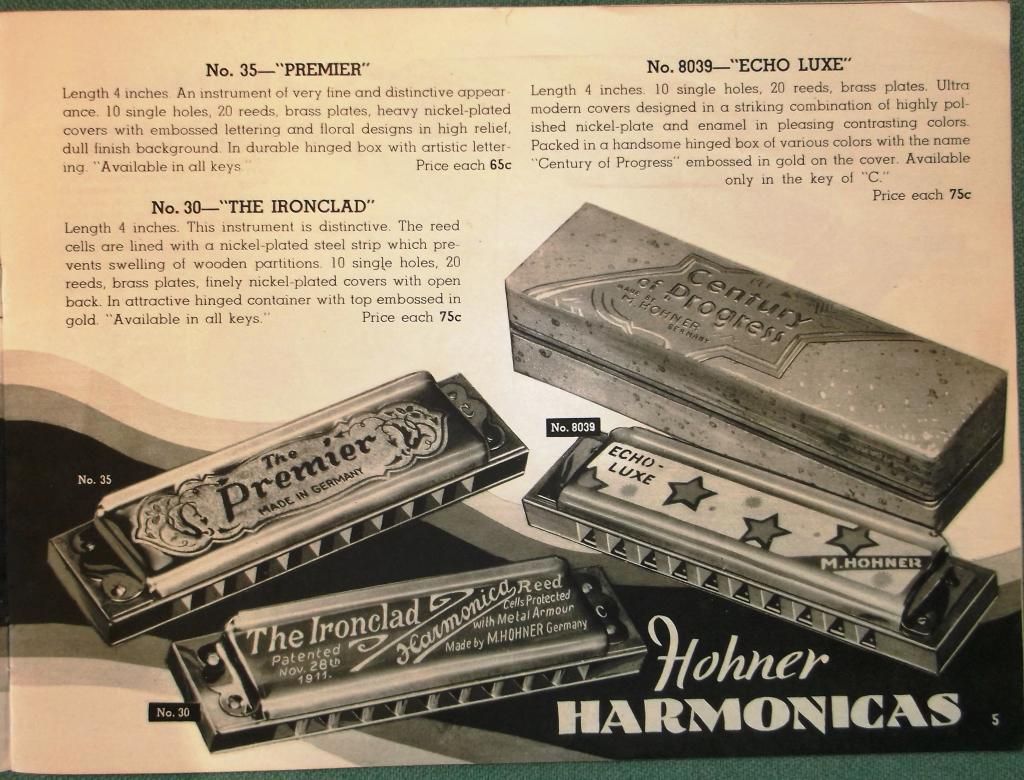 No. 35—"PREMIER"
Length 4 inches. An instrument of very fine and distinctive appear-
ance. 10 single holes, 20 reeds, brass plates, heavy nickel-plated
covers with embossed lettering and floral designs in high relief,
dull finish background. In durable hinged box with artistic letter-
ing. "Available in all keys."
Price each 65c
No. 8039—"ECHO LUXE"
Length 4 inches. 10 single holes, 20 reeds, brass plates. Ultra
modern covers designed in a striking combination of highly pol-
ished nickel-plate and enamel in pleasing contrasting colors.
Packed in a handsome hinged box of various colors with the name
"Century of Progress" embossed in gold on the cover. Available
only in the key of "C."
Price each 75c
No. 30—"THE IRONCLAD"
Length 4 inches. This instrument is distinctive. The reed
cells are lined with a nickel-plated steel strip which pre-
vents swelling of wooden partitions. 10 single holes, 20
reeds, brass plates, finely nickel-plated covers with open
back. In attractive hinged container with top embossed in
gold. "Available in all keys."
Price each 75c
Century
of Progress
MADE BY
M. HOHNER
GERMANY
No. 35
The
Premier
MADE IN GERMANY
No. 8039
ECHO-
LUXE
M. HOHNER
The Ironclad
Harmonica
Patented
Nov. 28th
1911.
Reed
Cells Protected
with Metal Armour
Made by M. HOHNER Germany
C
No. 30
Hohner
HARMONICAS
5